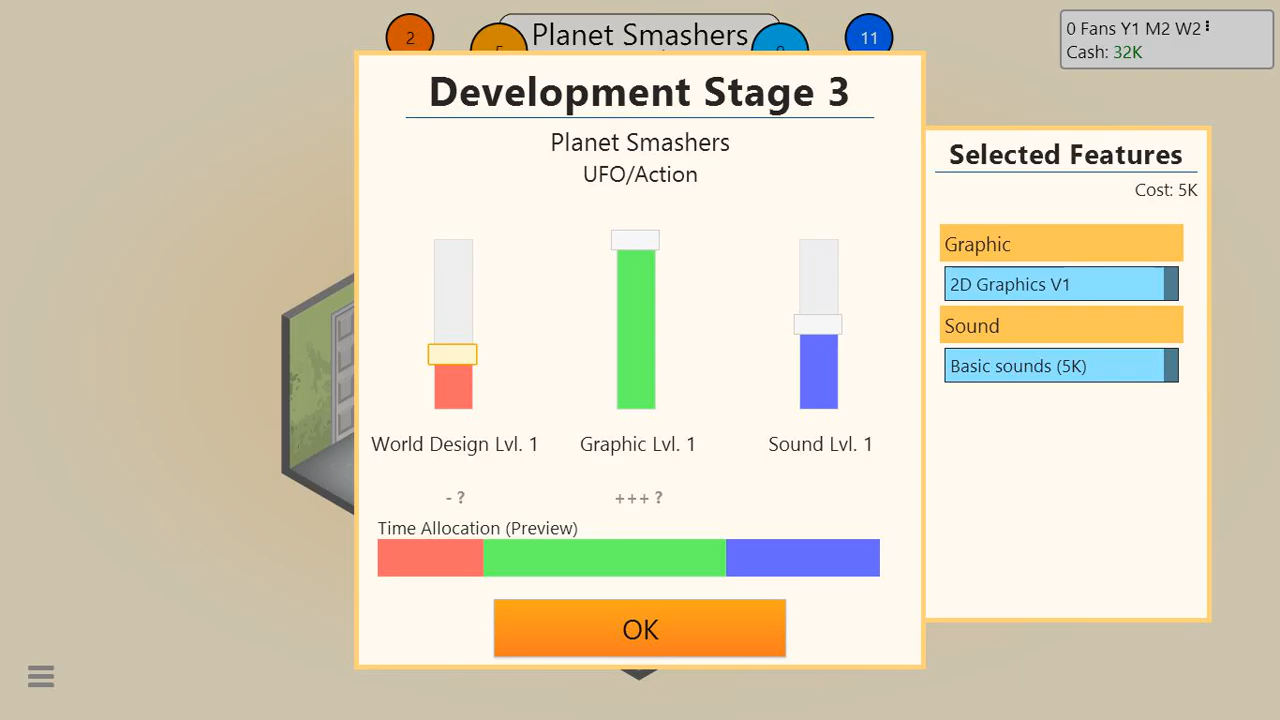 2
5
Planet Smashers
11
0 Fans Y1 M2 W2
Cash: 32K
Development Stage 3
Planet Smashers
UFO/Action
World Design Lvl. 1
Graphic Lvl. 1
Sound Lvl. 1
- ?
+++ ?
Time Allocation (Preview)
OK
Selected Features
Cost: 5K
Graphic
2D Graphics V1
Sound
Basic sounds (5K)